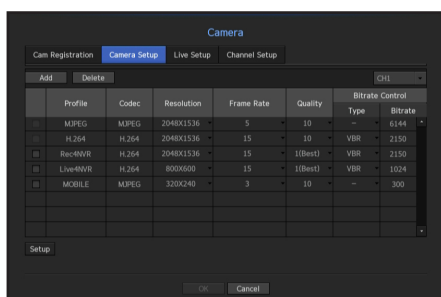 Camera
Cam Registration Camera Setup Live Setup Channel Setup
Add Delete CH1
Profile Codec Resolution Frame Rate Quality Bitrate Control
Type Bitrate
MJPEG MJPEG 2048X1536 5 10 - 6144
H.264 H.264 2048X1536 15 10 VBR 2150
Rec4NVR H.264 2048X1536 15 1(Best) VBR 2150
Live4NVR H.264 800X600 15 1(Best) VBR 1024
MOBILE MJPEG 320X240 3 10 - 300
Setup
OK Cancel